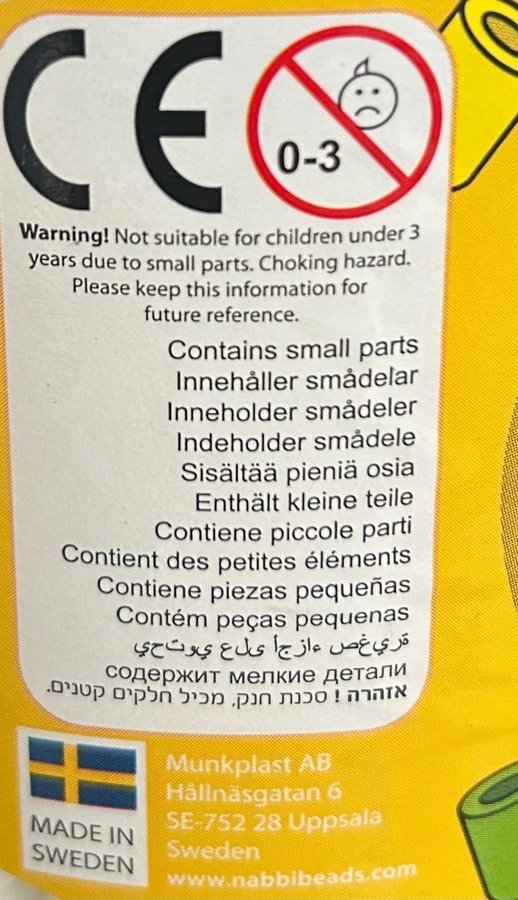 CE
0-3
Warning! Not suitable for children under 3
years due to small parts. Choking hazard.
Please keep this information for
future reference.
Contains small parts
Innehåller smådelar
Inneholder smådeler
Indeholder smådele
Sisältää pieniä osia
Enthält kleine teile
Contiene piccole parti
Contient des petites éléments
Contiene piezas pequeñas
Contém peças pequenas
ةريغص ءازجأ ىلع يوتحي
содержит мелкие детали
אזהרה ! סכנת חנק, מכיל חלקים קטנים.
MADE IN
SWEDEN
Munkplast AB
Hållnäsgatan 6
SE-752 28 Uppsala
Sweden
www.nabbibeads.com